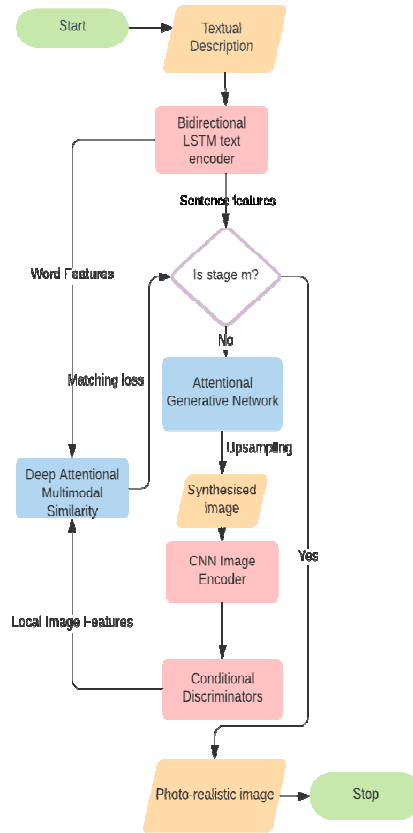 Start
Textual
Description
Bidirectional
LSTM text
encoder
Sentence features
Word Features
Is stage m?
No
Matching loss
Attentional
Generative Network
Upsampling
Deep Attentional
Multimodal
Similarity
Synthesised
image
CNN Image
Encoder
Yes
Local Image Features
Conditional
Discriminators
Photo-realistic image
Stop